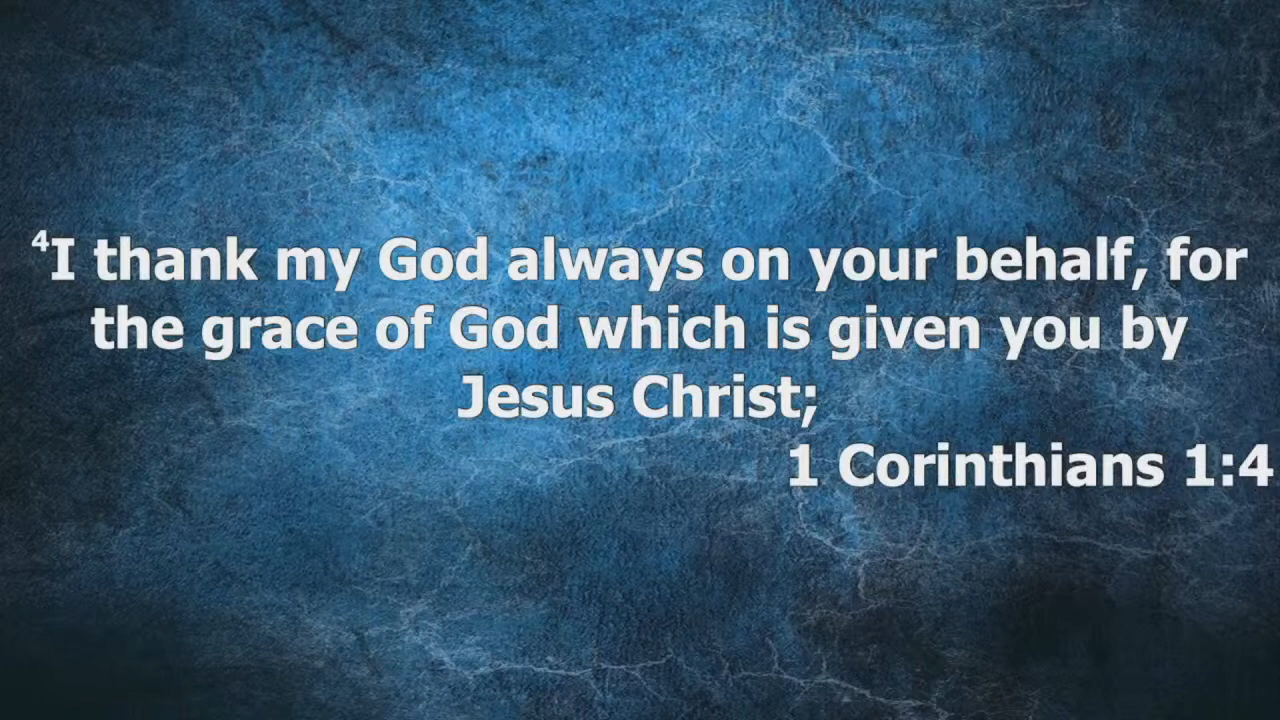 ⁴I thank my God always on your behalf, for
the grace of God which is given you by
Jesus Christ;
1 Corinthians 1:4